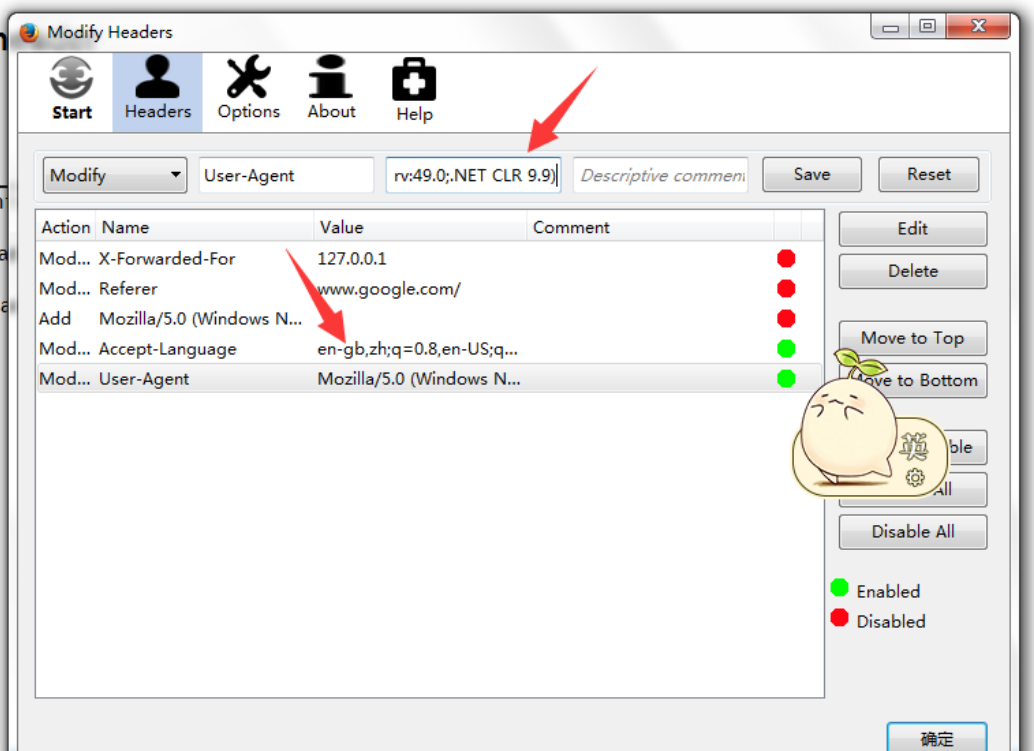 Modify Headers
Start Headers Options About Help
Modify User-Agent rv:49.0;.NET CLR 9.9) Descriptive commen Save Reset
Action Name Value Comment
Mod... X-Forwarded-For 127.0.0.1
Mod... Referer www.google.com/
Add Mozilla/5.0 (Windows N...
Mod... Accept-Language en-gb,zh;q=0.8,en-US;q...
Mod... User-Agent Mozilla/5.0 (Windows N...
Edit
Delete
Move to Top
Move to Bottom
英
ble
All
Disable All
Enabled
Disabled
确定